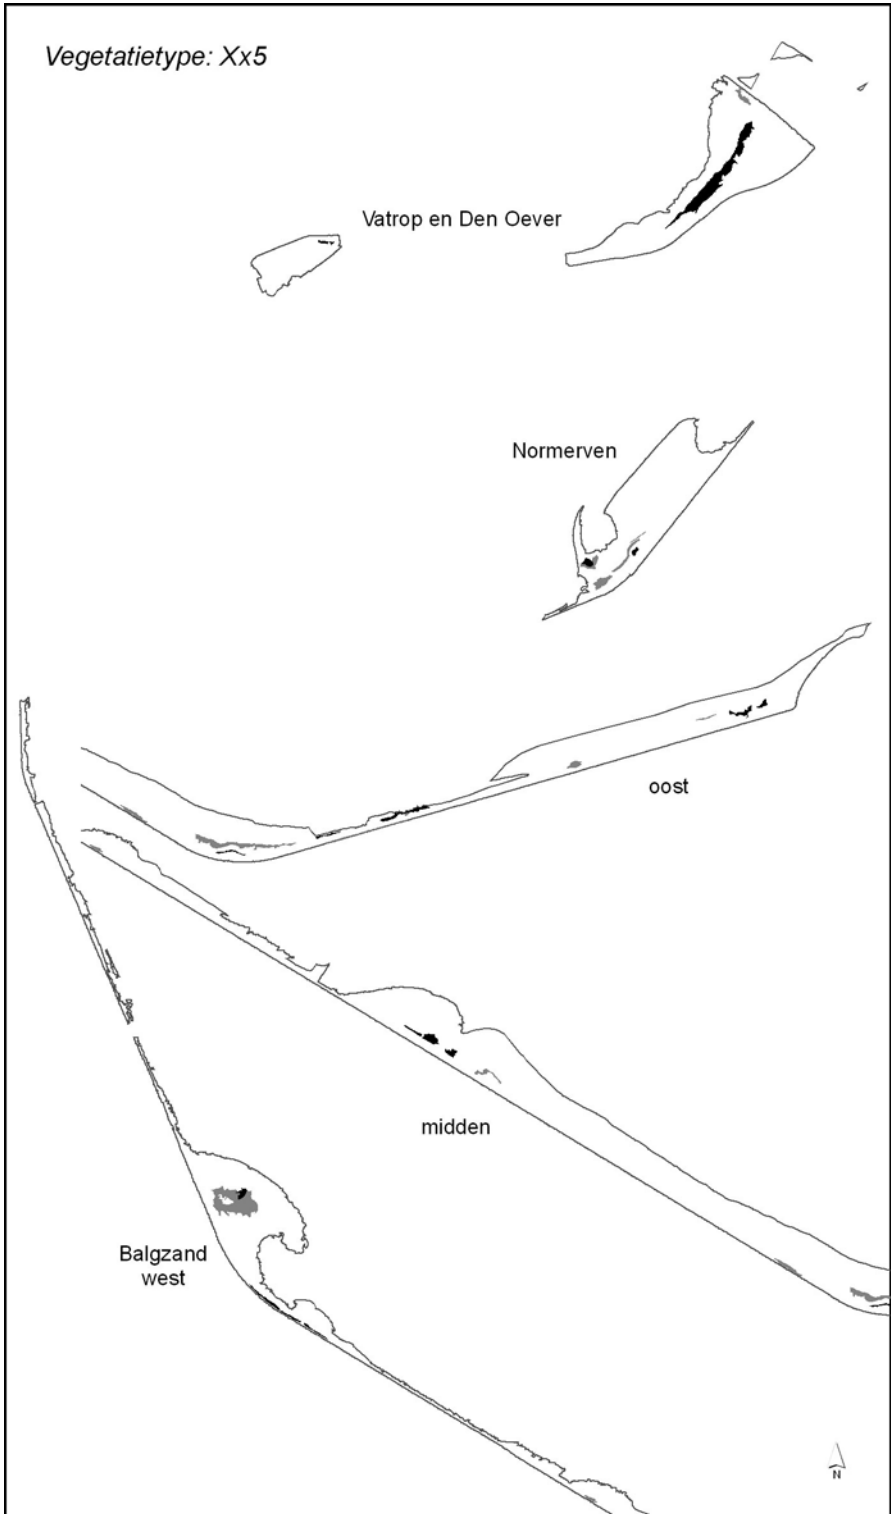 Vegetatietype: Xx5
Vatrop en Den Oever
Normerven
oost
midden
Balgzand
west
N